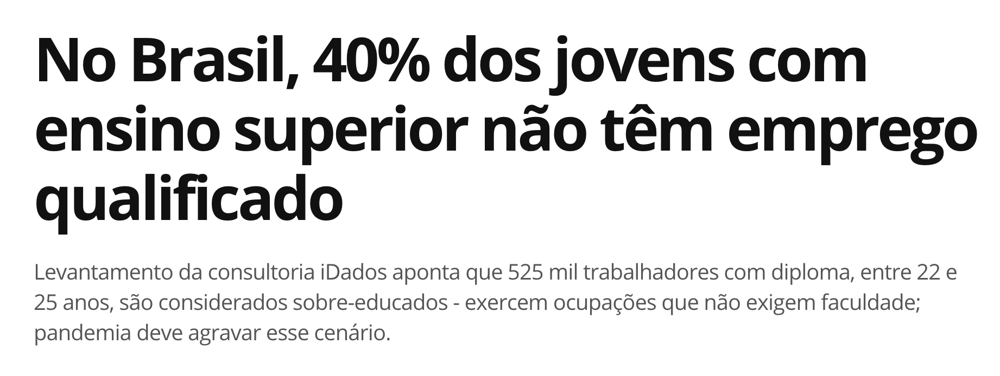 No Brasil, 40% dos jovens com
ensino superior não têm emprego
qualificado
Levantamento da consultoria iDados aponta que 525 mil trabalhadores com diploma, entre 22 e
25 anos, são considerados sobre-educados - exercem ocupações que não exigem faculdade;
pandemia deve agravar esse cenário.